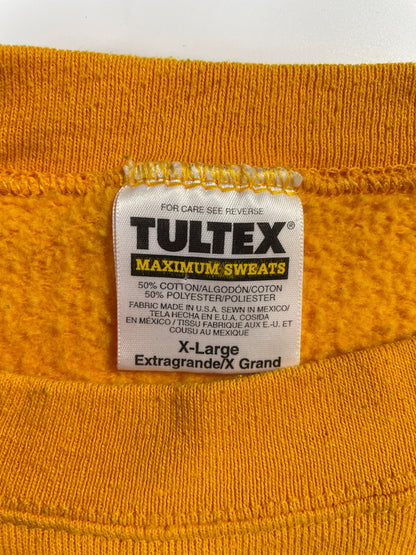 FOR CARE SEE REVERSE
TULTEX®
MAXIMUM SWEATS
50% COTTON/ALGODÓN/COTON
50% POLYESTER/POLIESTER
FABRIC MADE IN U.S.A. SEWN IN MEXICO/
TELA HECHA EN E.U.A. COSIDA
EN MÉXICO / TISSU FABRIQUE AUX E.-U. ET
COUSU AU MEXIQUE
X-Large
Extragrande/X Grand